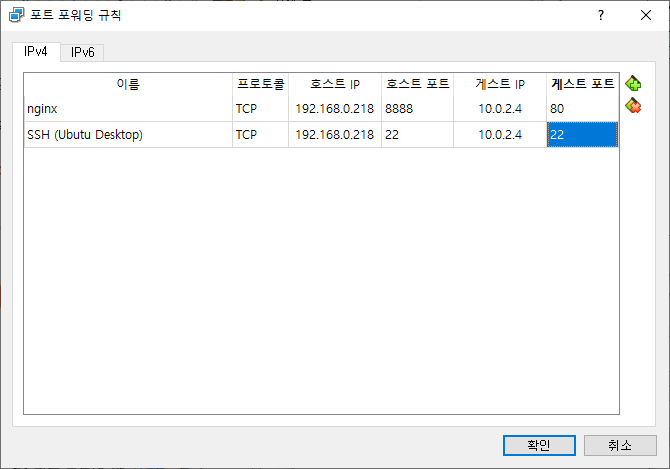 포트 포워딩 규칙
?
IPv4 IPv6
이름 프로토콜 호스트 IP 호스트 포트 게스트 IP 게스트 포트
nginx TCP 192.168.0.218 8888 10.0.2.4 80
SSH (Ubutu Desktop) TCP 192.168.0.218 22 10.0.2.4 22
확인 취소